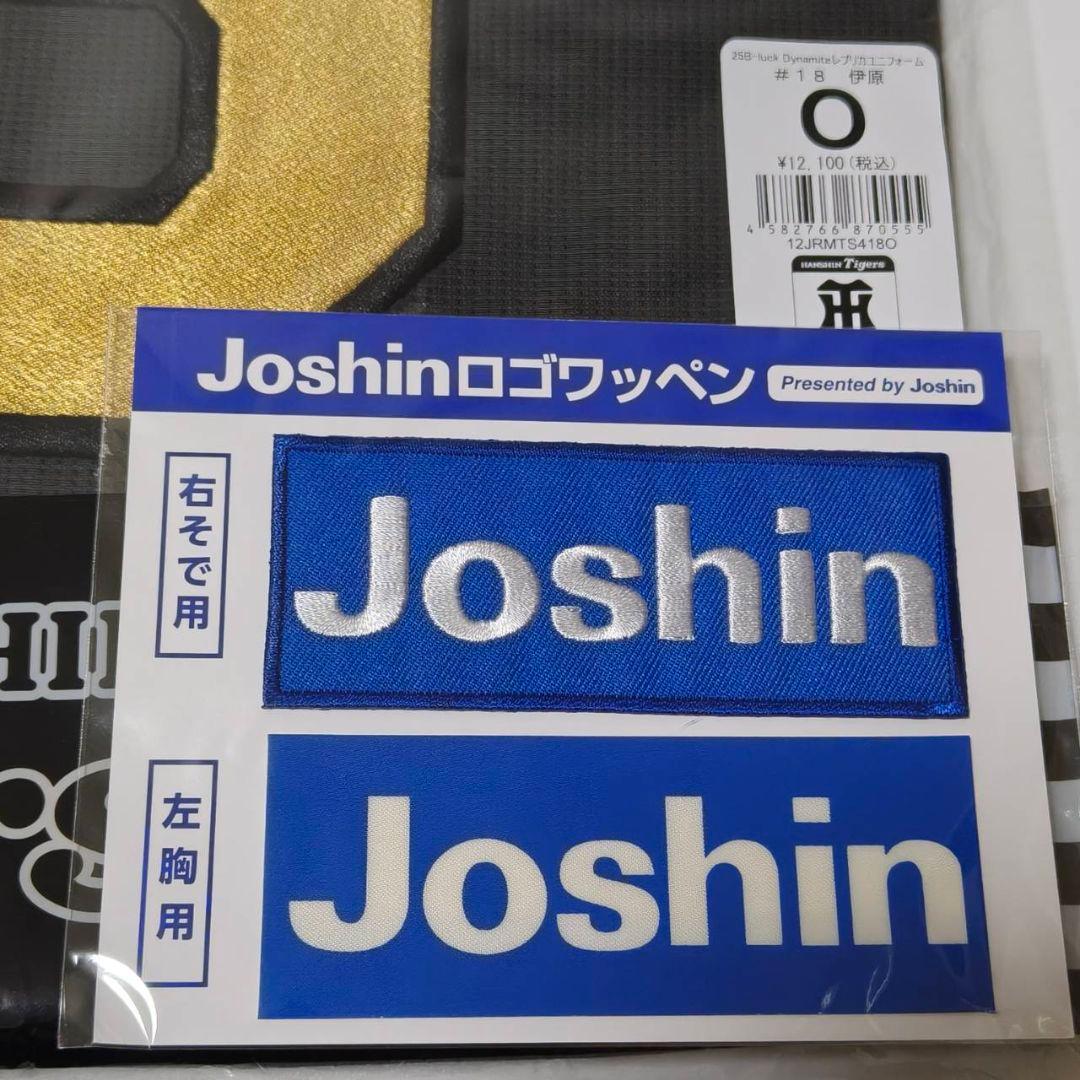 25B-luck Dynamiteレプリカユニフォーム
#18 伊原
O
¥12,100(税込)
4 582766 870555
12JRMTS418O
HANSHIN Tigers
Joshinロゴワッペン Presented by Joshin
右そで用
Joshin
左胸用
Joshin